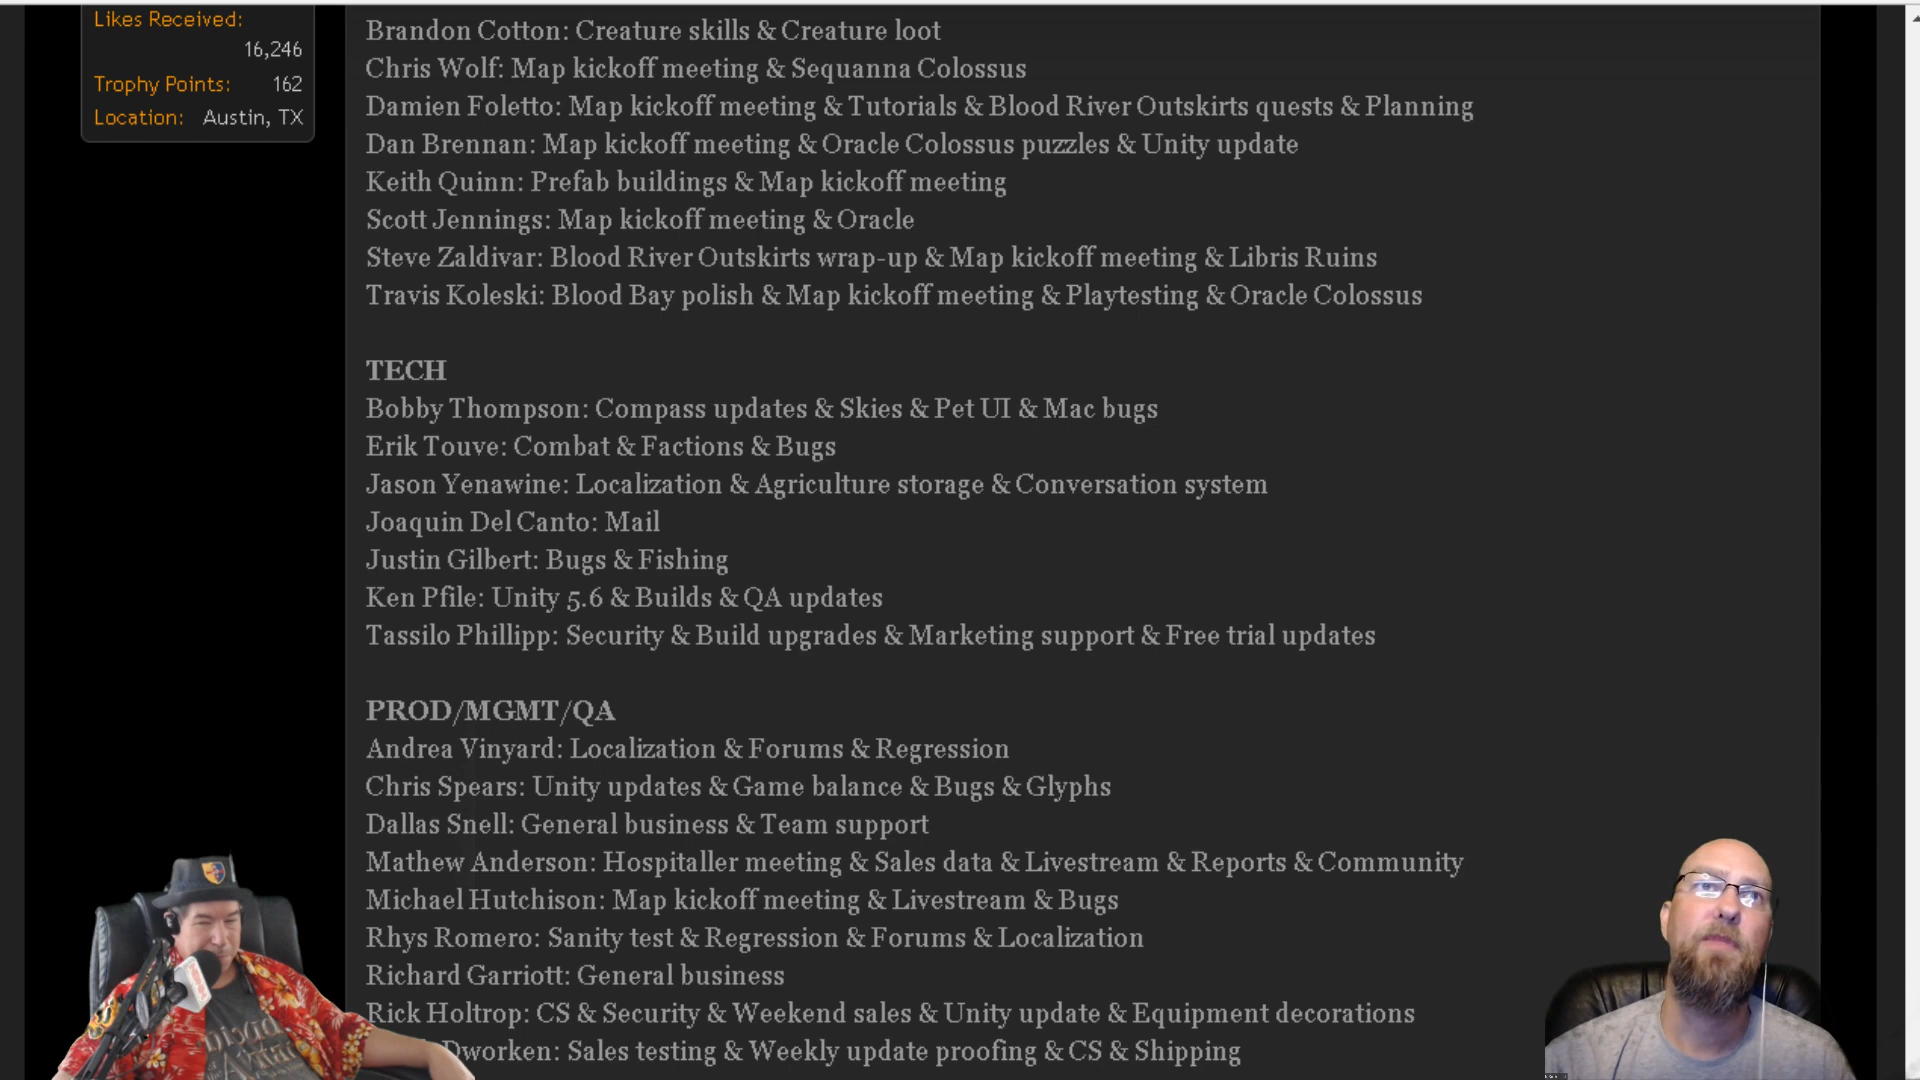 Likes Received:
16,246
Trophy Points: 162
Location: Austin, TX
Brandon Cotton: Creature skills & Creature loot
Chris Wolf: Map kickoff meeting & Sequanna Colossus
Damien Foletto: Map kickoff meeting & Tutorials & Blood River Outskirts quests & Planning
Dan Brennan: Map kickoff meeting & Oracle Colossus puzzles & Unity update
Keith Quinn: Prefab buildings & Map kickoff meeting
Scott Jennings: Map kickoff meeting & Oracle
Steve Zaldivar: Blood River Outskirts wrap-up & Map kickoff meeting & Libris Ruins
Travis Koleski: Blood Bay polish & Map kickoff meeting & Playtesting & Oracle Colossus
TECH
Bobby Thompson: Compass updates & Skies & Pet UI & Mac bugs
Erik Touve: Combat & Factions & Bugs
Jason Yenawine: Localization & Agriculture storage & Conversation system
Joaquin Del Canto: Mail
Justin Gilbert: Bugs & Fishing
Ken Pfile: Unity 5.6 & Builds & QA updates
Tassilo Phillipp: Security & Build upgrades & Marketing support & Free trial updates
PROD/MGMT/QA
Andrea Vinyard: Localization & Forums & Regression
Chris Spears: Unity updates & Game balance & Bugs & Glyphs
Dallas Snell: General business & Team support
Mathew Anderson: Hospitaller meeting & Sales data & Livestream & Reports & Community
Michael Hutchison: Map kickoff meeting & Livestream & Bugs
Rhys Romero: Sanity test & Regression & Forums & Localization
Richard Garriott: General business
Rick Holtrop: CS & Security & Weekend sales & Unity update & Equipment decorations
Dworken: Sales testing & Weekly update proofing & CS & Shipping